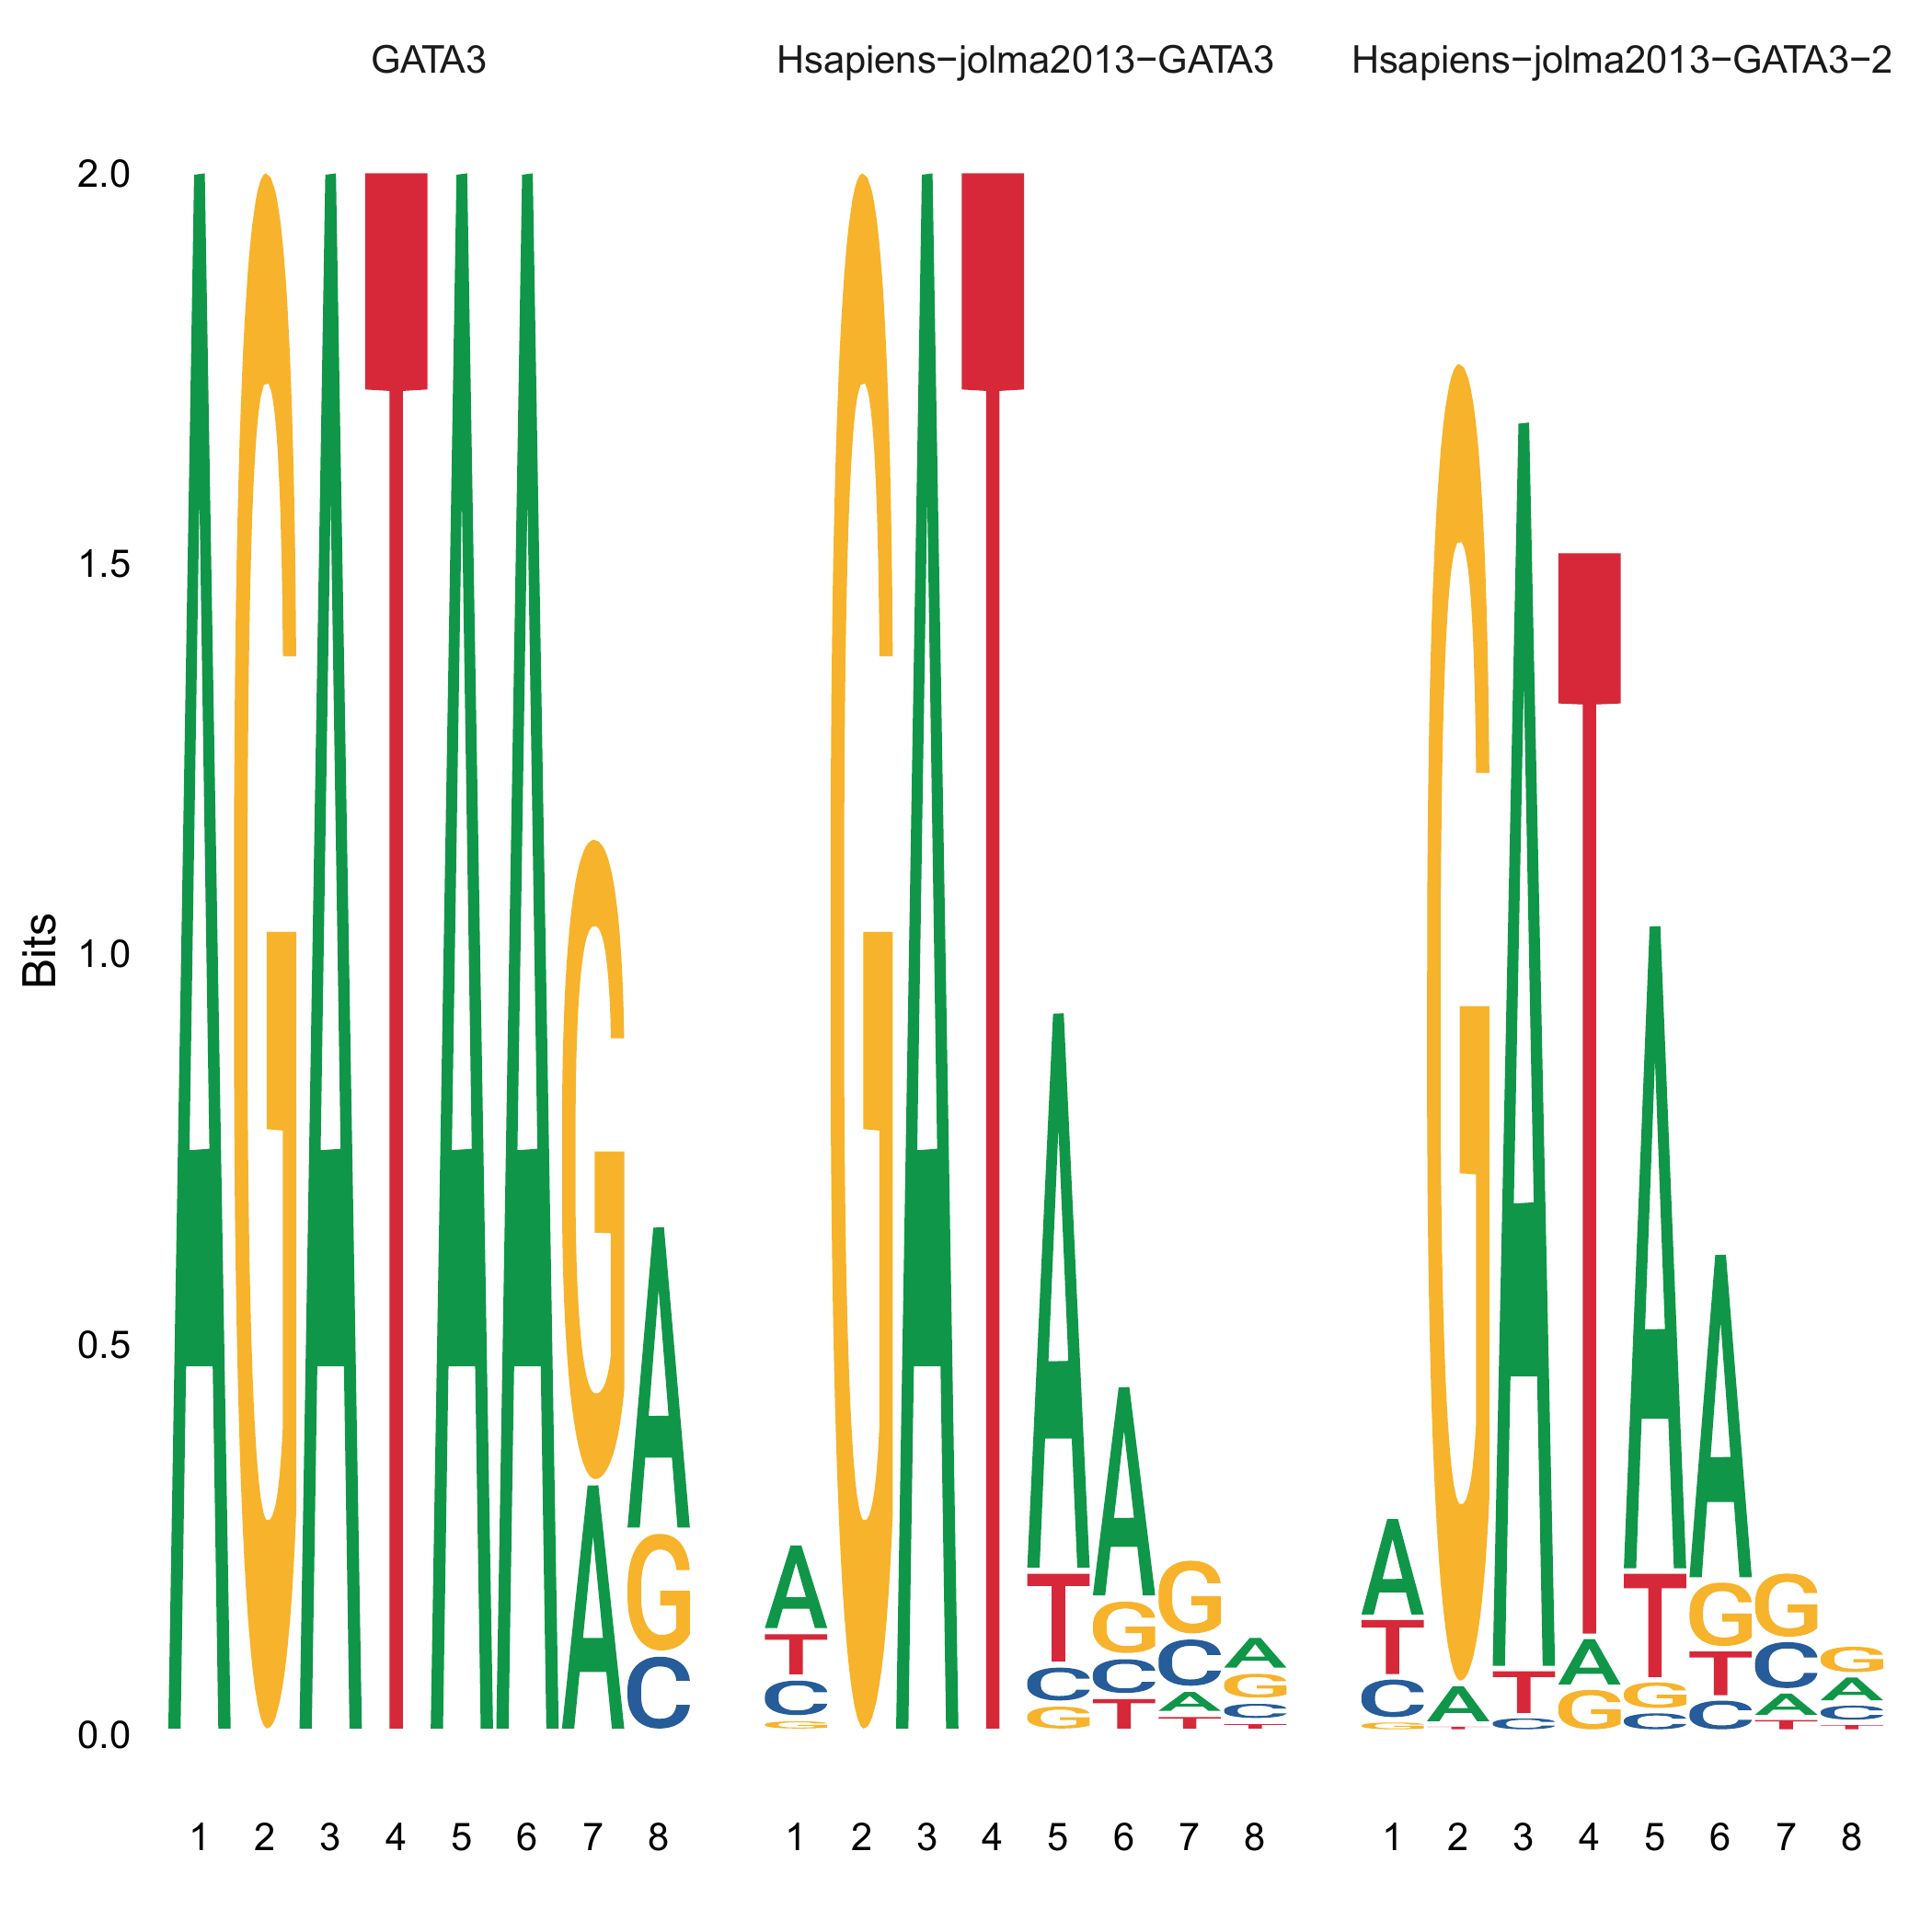 GATA3 Hsapiens−jolma2013−GATA3 Hsapiens−jolma2013−GATA3−2
2.0
1.5
1.0
0.5
0.0
Bits
A G A T A A G A A G C
A T C G G A T A T C G A G C T G C A T A G C T
A T C G G A T A T C T A G A T G C A G T C G C A T G A C T
1 2 3 4 5 6 7 8 1 2 3 4 5 6 7 8 1 2 3 4 5 6 7 8